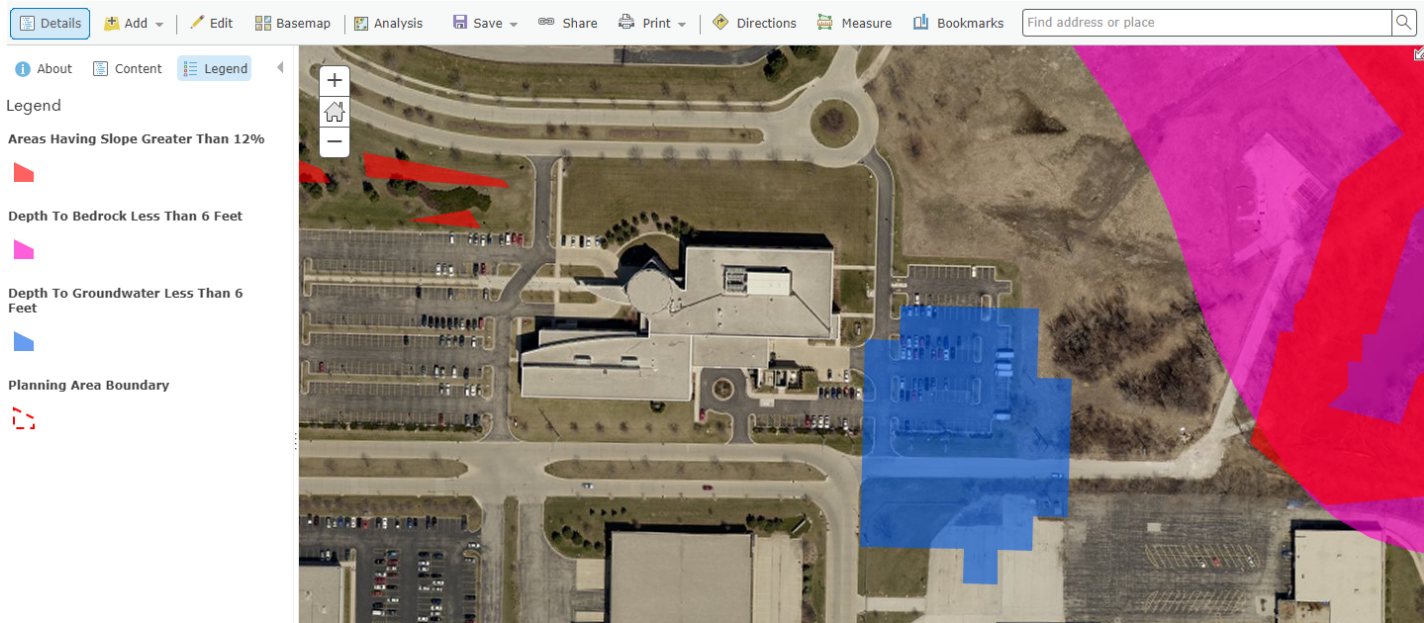 Details Add Edit Basemap Analysis Save Share Print Directions Measure Bookmarks Find address or place
About Content Legend
Legend
Areas Having Slope Greater Than 12%
Depth To Bedrock Less Than 6 Feet
Depth To Groundwater Less Than 6
Feet
Planning Area Boundary
+
−